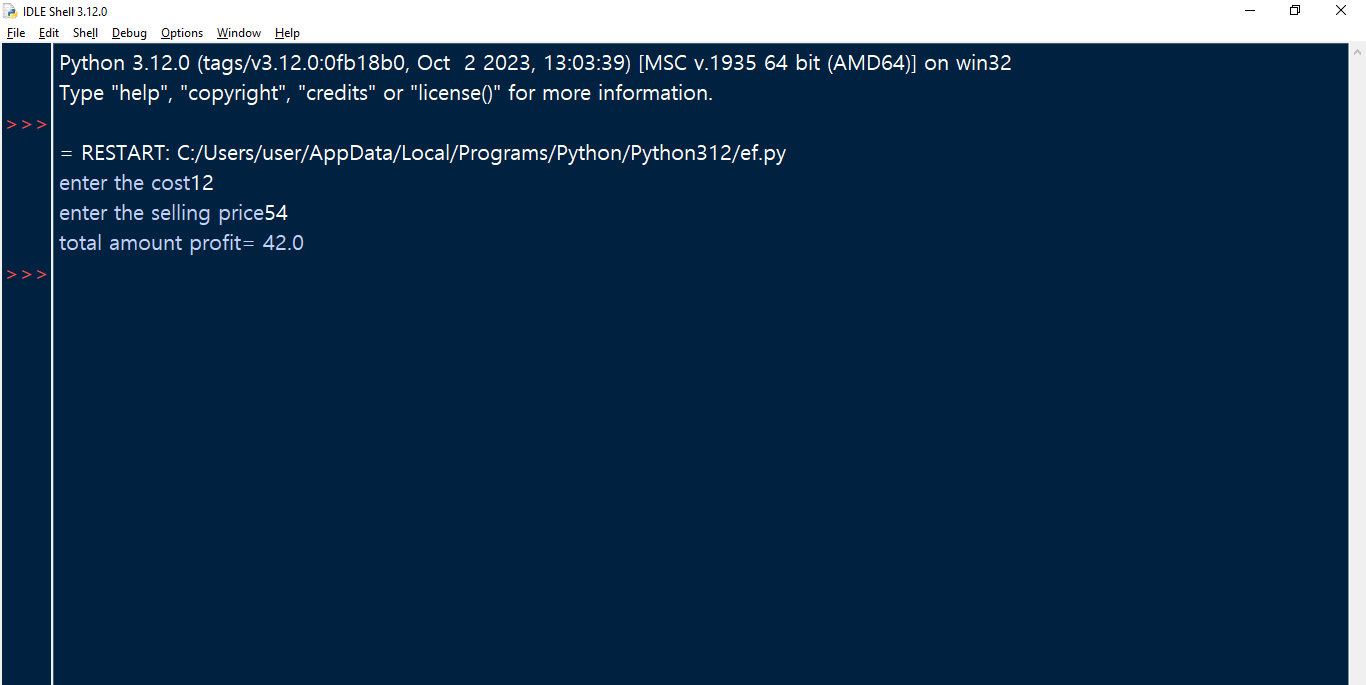 IDLE Shell 3.12.0
File Edit Shell Debug Options Window Help
Python 3.12.0 (tags/v3.12.0:0fb18b0, Oct  2 2023, 13:03:39) [MSC v.1935 64 bit (AMD64)] on win32
Type "help", "copyright", "credits" or "license()" for more information.
>>>
= RESTART: C:/Users/user/AppData/Local/Programs/Python/Python312/ef.py
enter the cost12
enter the selling price54
total amount profit= 42.0
>>>